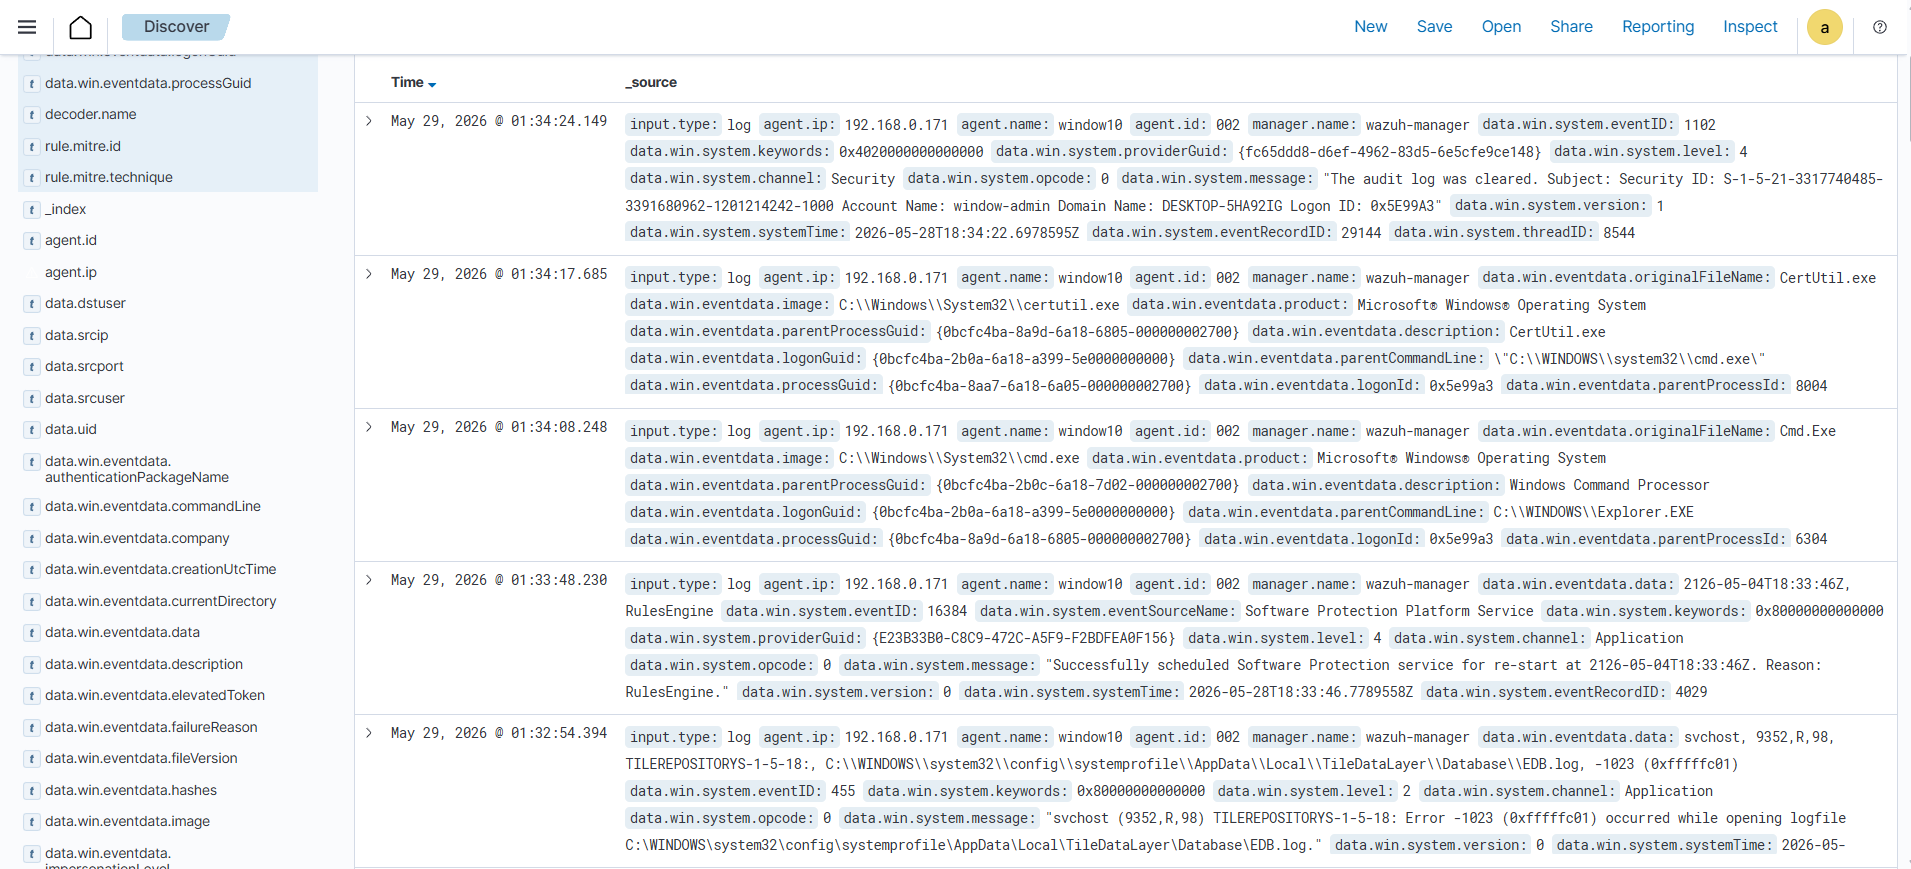 Discover
New Save Open Share Reporting Inspect a
data.win.eventdata.logonGuid
data.win.eventdata.processGuid
decoder.name
rule.mitre.id
rule.mitre.technique
_index
agent.id
agent.ip
data.dstuser
data.srcip
data.srcport
data.srcuser
data.uid
data.win.eventdata.
authenticationPackageName
data.win.eventdata.commandLine
data.win.eventdata.company
data.win.eventdata.creationUtcTime
data.win.eventdata.currentDirectory
data.win.eventdata.data
data.win.eventdata.description
data.win.eventdata.elevatedToken
data.win.eventdata.failureReason
data.win.eventdata.fileVersion
data.win.eventdata.hashes
data.win.eventdata.image
data.win.eventdata.
impersonationLevel
Time _source
May 29, 2026 @ 01:34:24.149 input.type: log agent.ip: 192.168.0.171 agent.name: window10 agent.id: 002 manager.name: wazuh-manager data.win.system.eventID: 1102
data.win.system.keywords: 0x4020000000000000 data.win.system.providerGuid: {fc65ddd8-d6ef-4962-83d5-6e5cfe9ce148} data.win.system.level: 4
data.win.system.channel: Security data.win.system.opcode: 0 data.win.system.message: "The audit log was cleared. Subject: Security ID: S-1-5-21-3317740485-
3391680962-1201214242-1000 Account Name: window-admin Domain Name: DESKTOP-5HA92IG Logon ID: 0x5E99A3" data.win.system.version: 1
data.win.system.systemTime: 2026-05-28T18:34:22.6978595Z data.win.system.eventRecordID: 29144 data.win.system.threadID: 8544
May 29, 2026 @ 01:34:17.685 input.type: log agent.ip: 192.168.0.171 agent.name: window10 agent.id: 002 manager.name: wazuh-manager data.win.eventdata.originalFileName: CertUtil.exe
data.win.eventdata.image: C:\\Windows\\System32\\certutil.exe data.win.eventdata.product: Microsoft® Windows® Operating System
data.win.eventdata.parentProcessGuid: {0bcfc4ba-8a9d-6a18-6805-000000002700} data.win.eventdata.description: CertUtil.exe
data.win.eventdata.logonGuid: {0bcfc4ba-2b0a-6a18-a399-5e0000000000} data.win.eventdata.parentCommandLine: \"C:\\WINDOWS\\system32\\cmd.exe\"
data.win.eventdata.processGuid: {0bcfc4ba-8aa7-6a18-6a05-000000002700} data.win.eventdata.logonId: 0x5e99a3 data.win.eventdata.parentProcessId: 8004
May 29, 2026 @ 01:34:08.248 input.type: log agent.ip: 192.168.0.171 agent.name: window10 agent.id: 002 manager.name: wazuh-manager data.win.eventdata.originalFileName: Cmd.Exe
data.win.eventdata.image: C:\\Windows\\System32\\cmd.exe data.win.eventdata.product: Microsoft® Windows® Operating System
data.win.eventdata.parentProcessGuid: {0bcfc4ba-2b0c-6a18-7d02-000000002700} data.win.eventdata.description: Windows Command Processor
data.win.eventdata.logonGuid: {0bcfc4ba-2b0a-6a18-a399-5e0000000000} data.win.eventdata.parentCommandLine: C:\\WINDOWS\\Explorer.EXE
data.win.eventdata.processGuid: {0bcfc4ba-8a9d-6a18-6805-000000002700} data.win.eventdata.logonId: 0x5e99a3 data.win.eventdata.parentProcessId: 6304
May 29, 2026 @ 01:33:48.230 input.type: log agent.ip: 192.168.0.171 agent.name: window10 agent.id: 002 manager.name: wazuh-manager data.win.eventdata.data: 2126-05-04T18:33:46Z,
RulesEngine data.win.system.eventID: 16384 data.win.system.eventSourceName: Software Protection Platform Service data.win.system.keywords: 0x80000000000000
data.win.system.providerGuid: {E23B33B0-C8C9-472C-A5F9-F2BDFEA0F156} data.win.system.level: 4 data.win.system.channel: Application
data.win.system.opcode: 0 data.win.system.message: "Successfully scheduled Software Protection service for re-start at 2126-05-04T18:33:46Z. Reason:
RulesEngine." data.win.system.version: 0 data.win.system.systemTime: 2026-05-28T18:33:46.7789558Z data.win.system.eventRecordID: 4029
May 29, 2026 @ 01:32:54.394 input.type: log agent.ip: 192.168.0.171 agent.name: window10 agent.id: 002 manager.name: wazuh-manager data.win.eventdata.data: svchost, 9352,R,98,
TILEREPOSITORYS-1-5-18:, C:\\WINDOWS\\system32\\config\\systemprofile\\AppData\\Local\\TileDataLayer\\Database\\EDB.log, -1023 (0xfffffc01)
data.win.system.eventID: 455 data.win.system.keywords: 0x80000000000000 data.win.system.level: 2 data.win.system.channel: Application
data.win.system.opcode: 0 data.win.system.message: "svchost (9352,R,98) TILEREPOSITORYS-1-5-18: Error -1023 (0xfffffc01) occurred while opening logfile
C:\WINDOWS\system32\config\systemprofile\AppData\Local\TileDataLayer\Database\EDB.log." data.win.system.version: 0 data.win.system.systemTime: 2026-05-